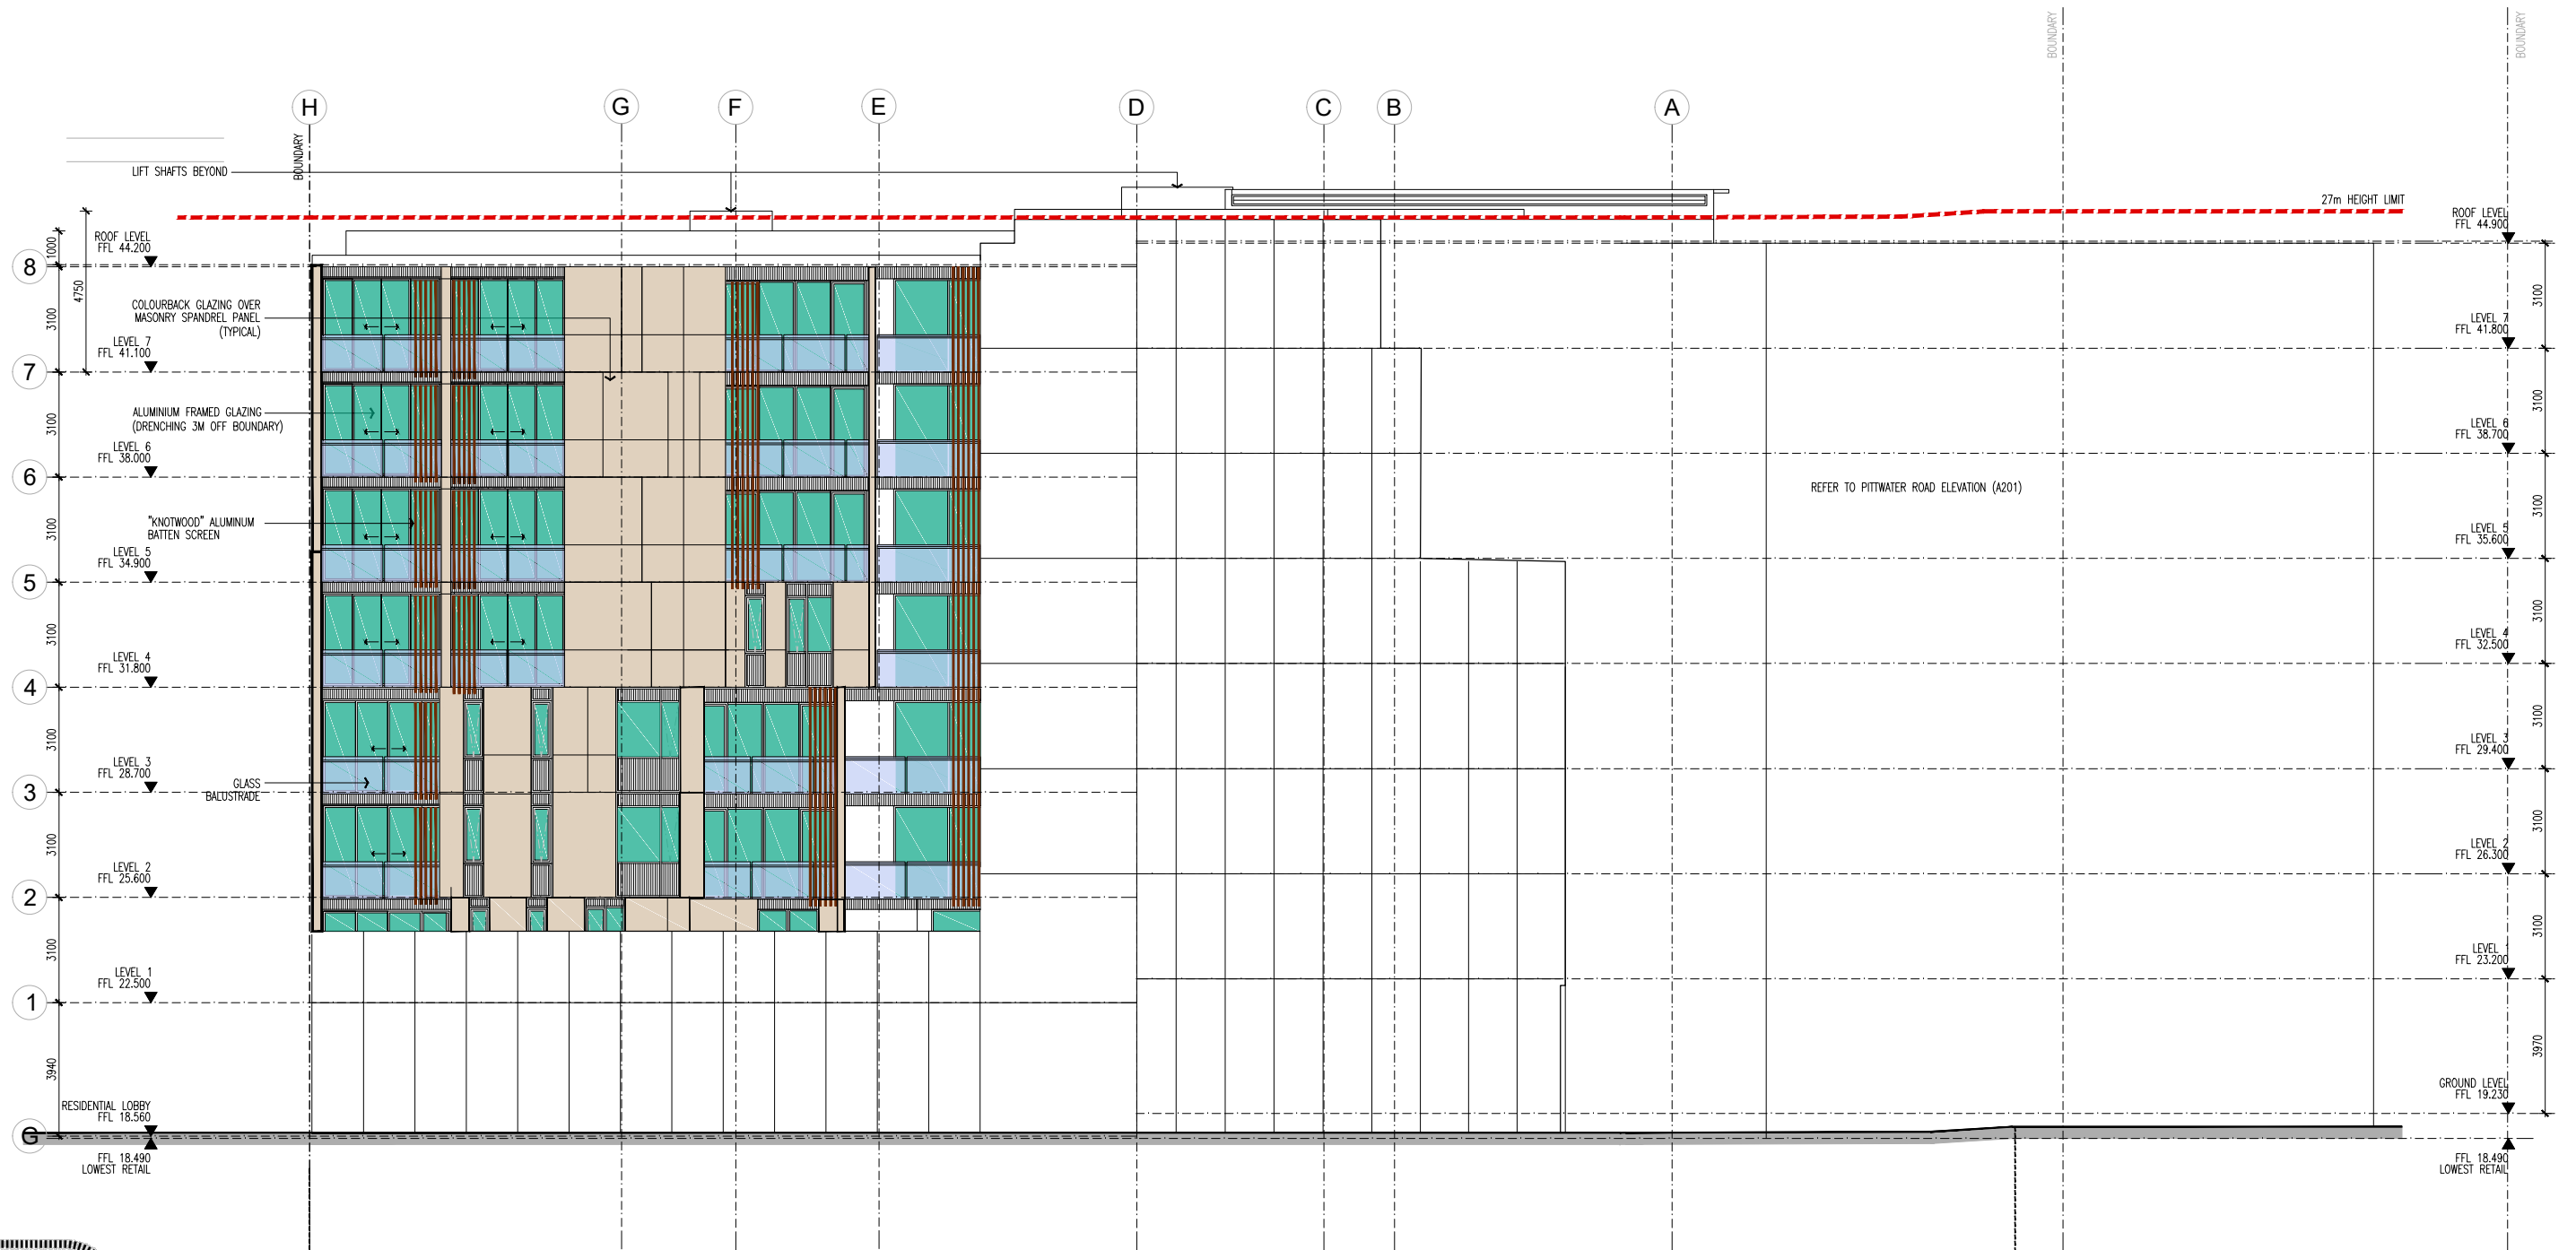 BOUNDARY
BOUNDARY
H
G
F
E
D
C
B
A
BOUNDARY
LIFT SHAFTS BEYOND
27m HEIGHT LIMIT
ROOF LEVEL
FFL 44.200
ROOF LEVEL
FFL 44.900
1000
4750
8
COLOURBACK GLAZING OVER
MASONRY SPANDREL PANEL
(TYPICAL)
3100
3100
LEVEL 7
FFL 41.100
LEVEL 7
FFL 41.800
7
ALUMINIUM FRAMED GLAZING
(DRENCHING 3M OFF BOUNDARY)
3100
3100
LEVEL 6
FFL 38.000
LEVEL 6
FFL 38.700
6
REFER TO PITTWATER ROAD ELEVATION (A201)
"KNOTWOOD" ALUMINUM
BATTEN SCREEN
3100
3100
LEVEL 5
FFL 34.900
LEVEL 5
FFL 35.600
5
3100
3100
LEVEL 4
FFL 31.800
LEVEL 4
FFL 32.500
4
3100
3100
LEVEL 3
FFL 28.700
LEVEL 3
FFL 29.400
GLASS
BALUSTRADE
3
3100
3100
LEVEL 2
FFL 25.600
LEVEL 2
FFL 26.300
2
3100
3100
LEVEL 1
FFL 22.500
LEVEL 1
FFL 23.200
1
3940
3970
RESIDENTIAL LOBBY
FFL 18.560
GROUND LEVEL
FFL 19.230
G
FFL 18.490
LOWEST RETAIL
FFL 18.490
LOWEST RETAIL